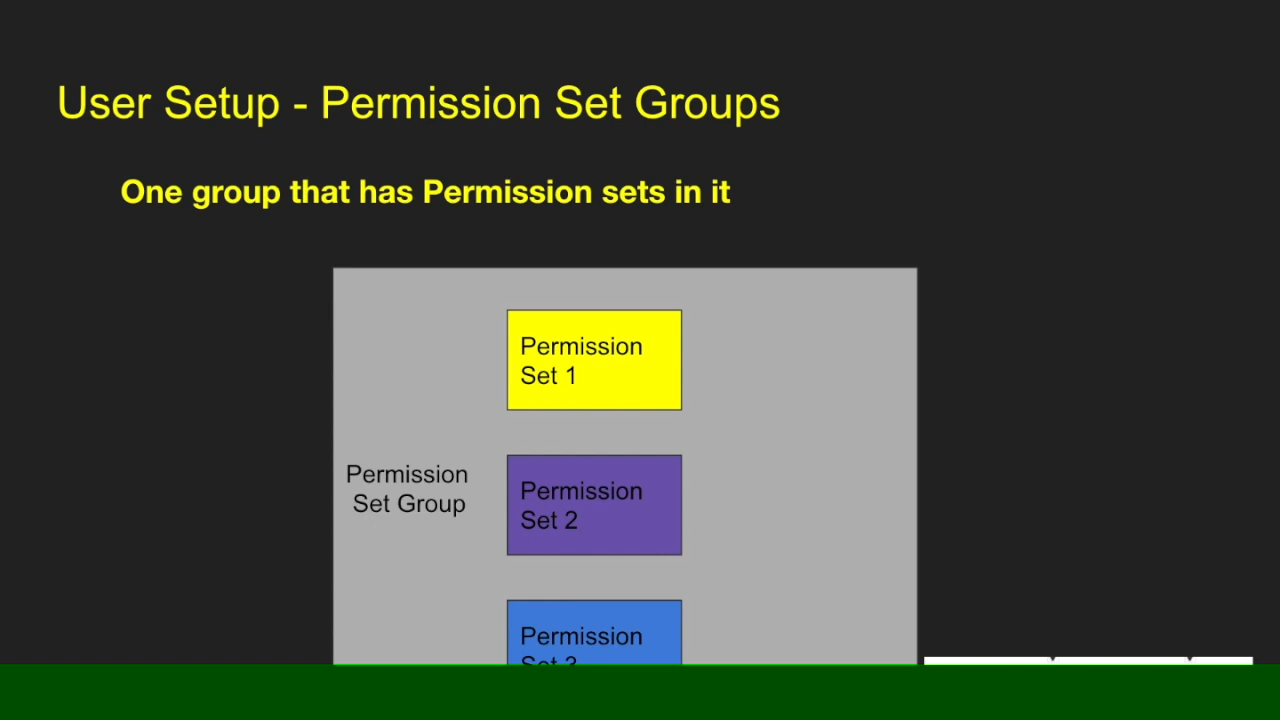 User Setup - Permission Set Groups
One group that has Permission sets in it
Permission
Set 1
Permission
Set Group
Permission
Set 2
Permission
Set 3